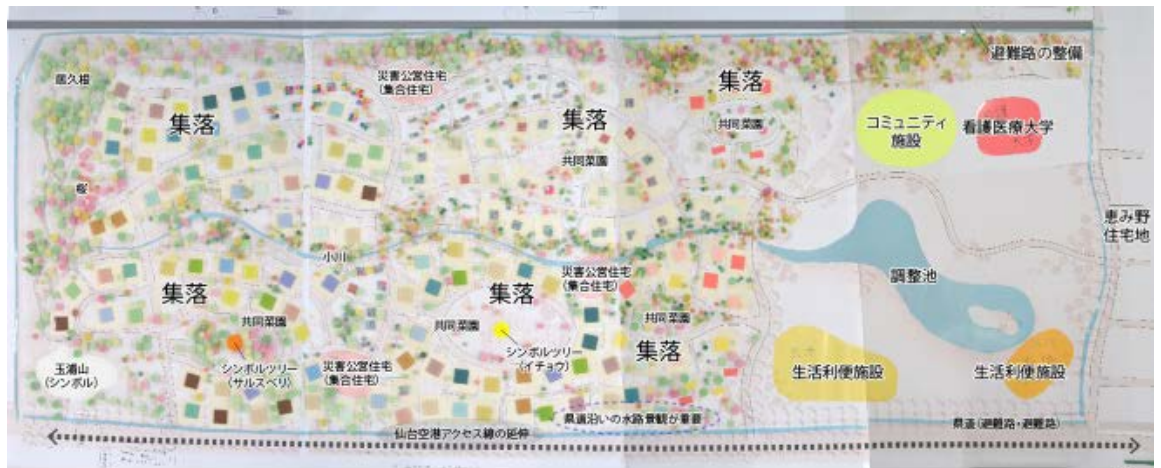 避難路の整備
居久根
災害公営住宅
(集合住宅)
集落
集落
集落
共同菜園
コミュニティ
施設
看護医療大学
共同菜園
桜
恵み野
住宅地
小川
災害公営住宅
(集合住宅)
調整池
集落
集落
共同菜園
共同菜園
共同菜園
シンボルツリー
(イチョウ)
集落
玉浦山
(シンボル)
シンボルツリー
(サルスベリ)
災害公営住宅
(集合住宅)
生活利便施設
生活利便施設
県道沿いの水路景観が重要
県道(避難路・避難路)
仙台空港アクセス線の延伸